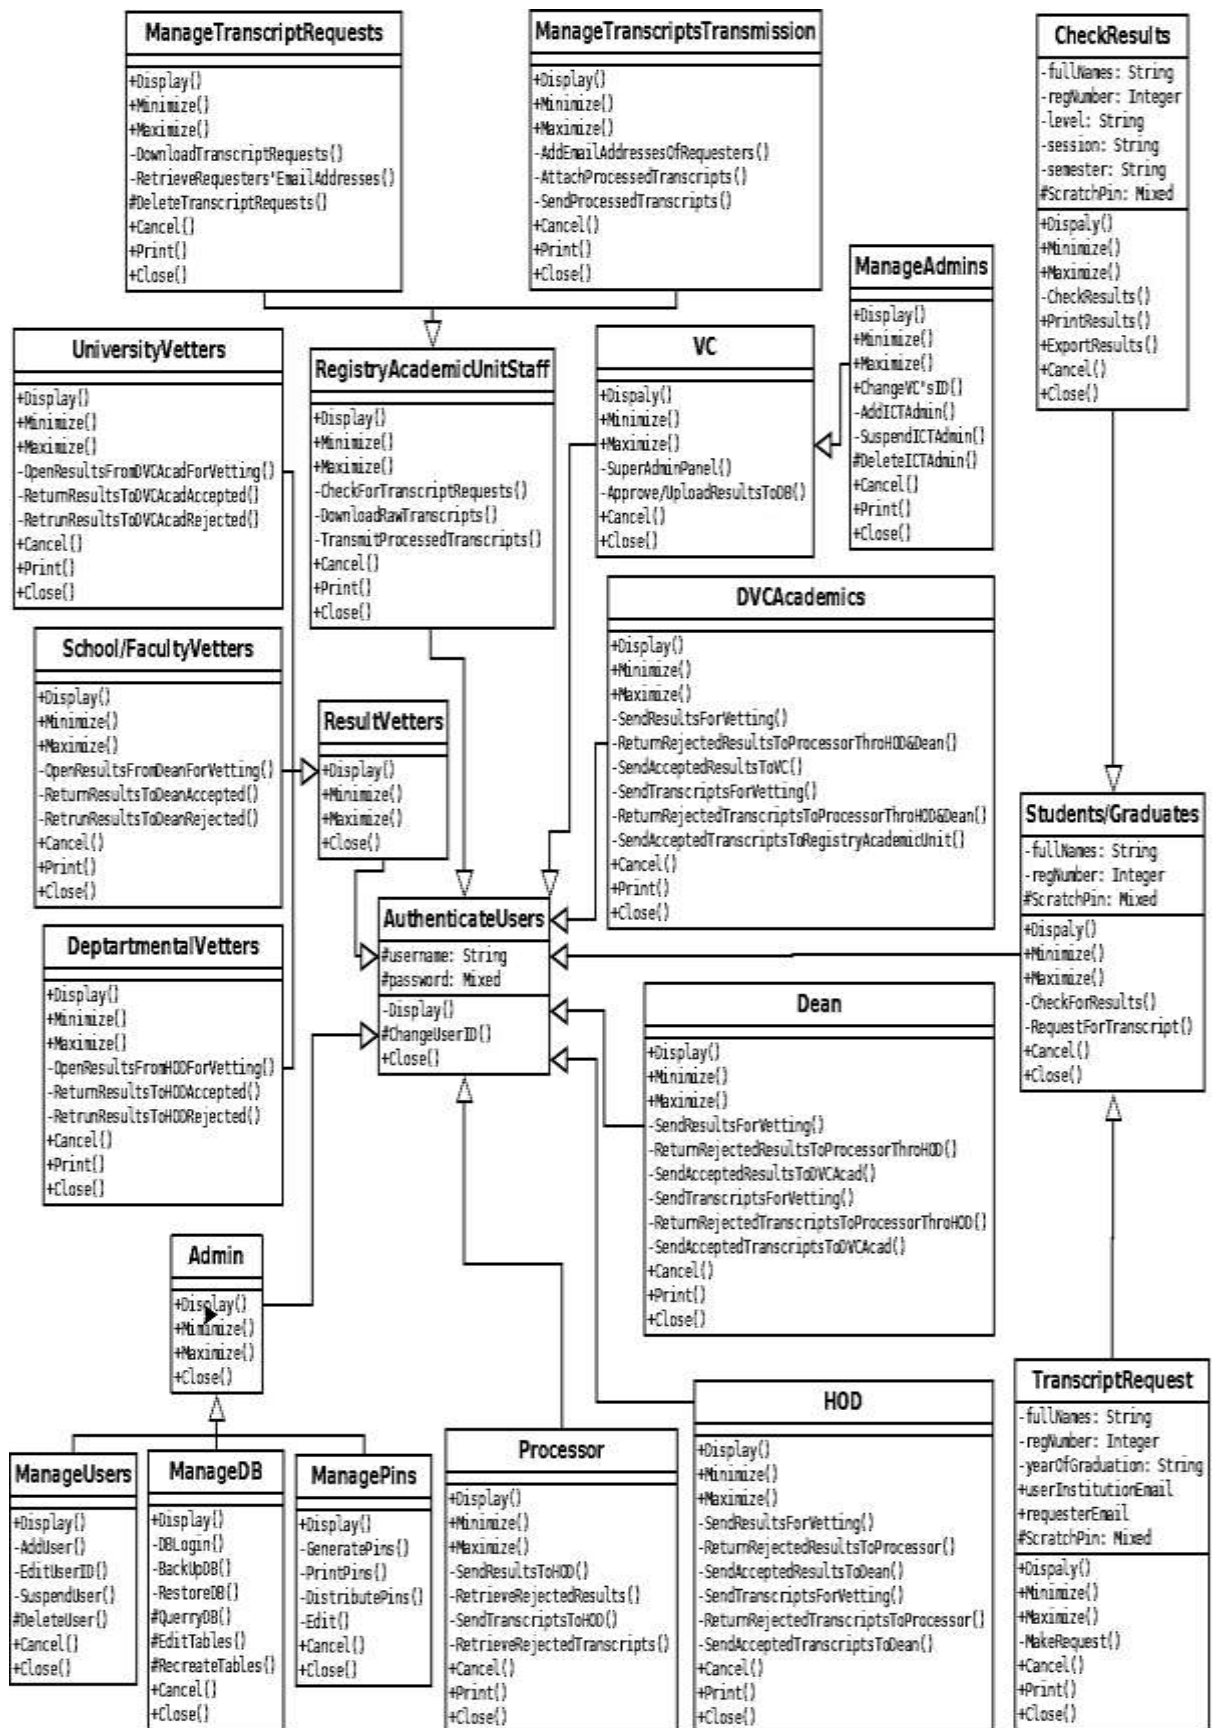 ManageTranscriptRequests
+Display()
+Minimize()
+Maximize()
-DownloadTranscriptRequests()
-RetrieveRequesters'EmailAddresses()
#DeleteTranscriptRequests()
+Cancel()
+Print()
+Close()
ManageTranscriptsTransmission
+Display()
+Minimize()
+Maximize()
-AddEmailAddressesOfRequesters()
-AttachProcessedTranscripts()
-SendProcessedTranscripts()
+Cancel()
+Print()
+Close()
CheckResults
-fullNames: String
-regNumber: Integer
-level: String
-session: String
-semester: String
#ScratchPin: Mixed
+Dispaly()
+Minimize()
+Maximize()
-CheckResults()
+PrintResults()
+ExportResults()
+Cancel()
+Close()
ManageAdmins
+Display()
+Minimize()
+Maximize()
+ChangeVC"sID()
-AddICTAdmin()
-SuspendICTAdmin()
#DeleteICTAdmin()
+Cancel()
+Print()
+Close()
UniversityVetters
+Display()
+Minimize()
+Maximize()
-OpenResultsFromDVCAcadForVetting()
-ReturnResultsToDVCAcadAccepted()
-RetrunResultsToDVCAcadRejected()
+Cancel()
+Print()
+Close()
RegistryAcademicUnitStaff
+Display()
+Minimize()
+Maximize()
-CheckForTranscriptRequests()
-DownloadRawTranscripts()
-TransmitProcessedTranscripts()
+Cancel()
+Print()
+Close()
VC
+Dispaly()
+Minimize()
+Maximize()
-SuperAdminPanel()
-Approve/UploadResultsToDB()
+Cancel()
+Close()
DVCAcademics
+Display()
+Minimize()
+Maximize()
-SendResultsForVetting()
-ReturnRejectedResultsToProcessorThroHOD&Dean()
-SendAcceptedResultsToVC()
-SendTranscriptsForVetting()
-ReturnRejectedTranscriptsToProcessorThroHOD&Dean()
-SendAcceptedTranscriptsToRegistryAcademicUnit()
+Cancel()
+Print()
+Close()
School/FacultyVetters
+Display()
+Minimize()
+Maximize()
-OpenResultsFromDeanForVetting()
-ReturnResultsToDeanAccepted()
-RetrunResultsToDeanRejected()
+Cancel()
+Print()
+Close()
ResultVetters
+Display()
+Minimize()
+Maximize()
+Close()
Students/Graduates
-fullNames: String
-regNumber: Integer
#ScratchPin: Mixed
+Dispaly()
+Minimize()
+Maximize()
-CheckForResults()
-RequestForTranscript()
+Cancel()
+Close()
AuthenticateUsers
#username: String
#password: Mixed
-Display()
#ChangeUserID()
+Close()
DeptartmentalVetters
+Display()
+Minimize()
+Maximize()
-OpenResultsFromHODForVetting()
-ReturnResultsToHODAccepted()
-RetrunResultsToHODRejected()
+Cancel()
+Print()
+Close()
Dean
+Display()
+Minimize()
+Maximize()
-SendResultsForVetting()
-ReturnRejectedResultsToProcessorThroHOD()
-SendAcceptedResultsToDVCAcad()
-SendTranscriptsForVetting()
-ReturnRejectedTranscriptsToProcessorThroHOD()
-SendAcceptedTranscriptsToDVCAcad()
+Cancel()
+Print()
+Close()
Admin
+Display()
+Minimize()
+Maximize()
+Close()
ManageUsers
+Display()
-AddUser()
-EditUserID()
-SuspendUser()
#DeleteUser()
+Cancel()
+Close()
ManageDB
+Display()
-DBLogin()
-BackUpDB()
-RestoreDB()
#QuerryDB()
#EditTables()
#RecreateTables()
+Cancel()
+Close()
ManagePins
+Display()
-GeneratePins()
-PrintPins()
-DistributePins()
-Edit()
+Cancel()
+Close()
Processor
+Display()
+Minimize()
+Maximize()
-SendResultsToHOD()
-RetrieveRejectedResults()
-SendTranscriptsToHOD()
-RetrieveRejectedTranscripts()
+Cancel()
+Print()
+Close()
HOD
+Display()
+Minimize()
+Maximize()
-SendResultsForVetting()
-ReturnRejectedResultsToProcessor()
-SendAcceptedResultsToDean()
-SendTranscriptsForVetting()
-ReturnRejectedTranscriptsToProcessor()
-SendAcceptedTranscriptsToDean()
+Cancel()
+Print()
+Close()
TranscriptRequest
-fullNames: String
-regNumber: Integer
-yearOfGraduation: String
+userInstitutionEmail
+requesterEmail
#ScratchPin: Mixed
+Dispaly()
+Minimize()
+Maximize()
-MakeRequest()
+Cancel()
+Print()
+Close()